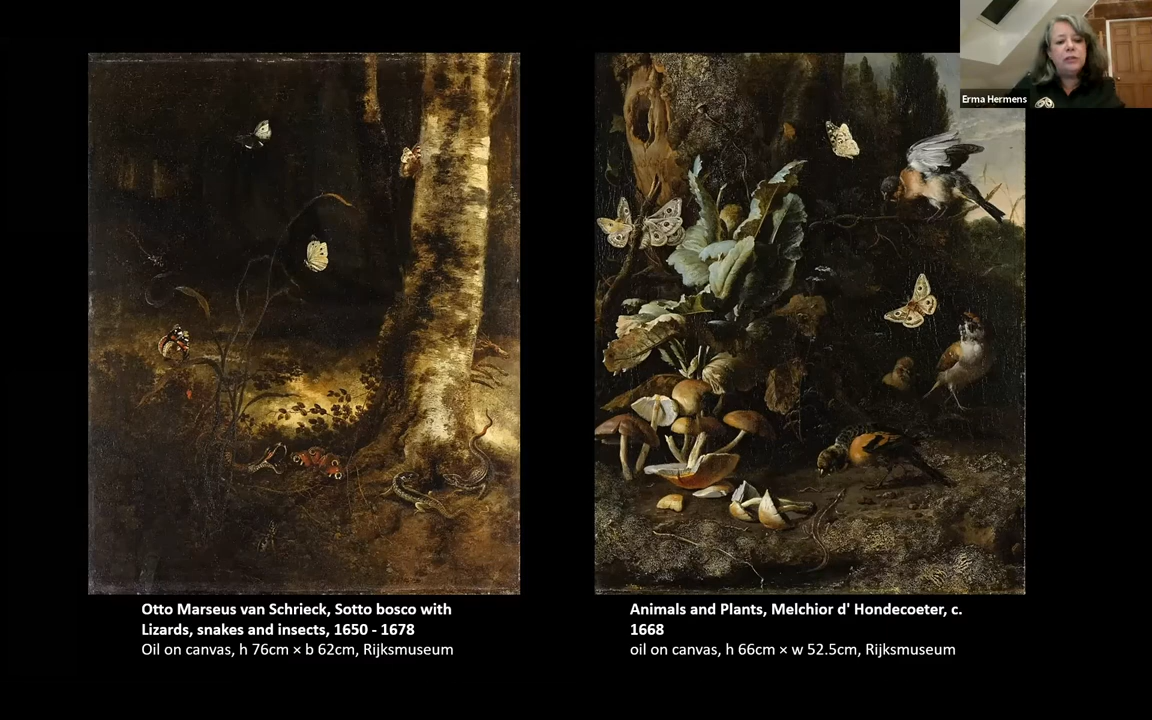 Erma Hermens
Otto Marseus van Schrieck, Sotto bosco with
Lizards, snakes and insects, 1650 - 1678
Oil on canvas, h 76cm × b 62cm, Rijksmuseum
Animals and Plants, Melchior d' Hondecoeter, c.
1668
oil on canvas, h 66cm × w 52.5cm, Rijksmuseum